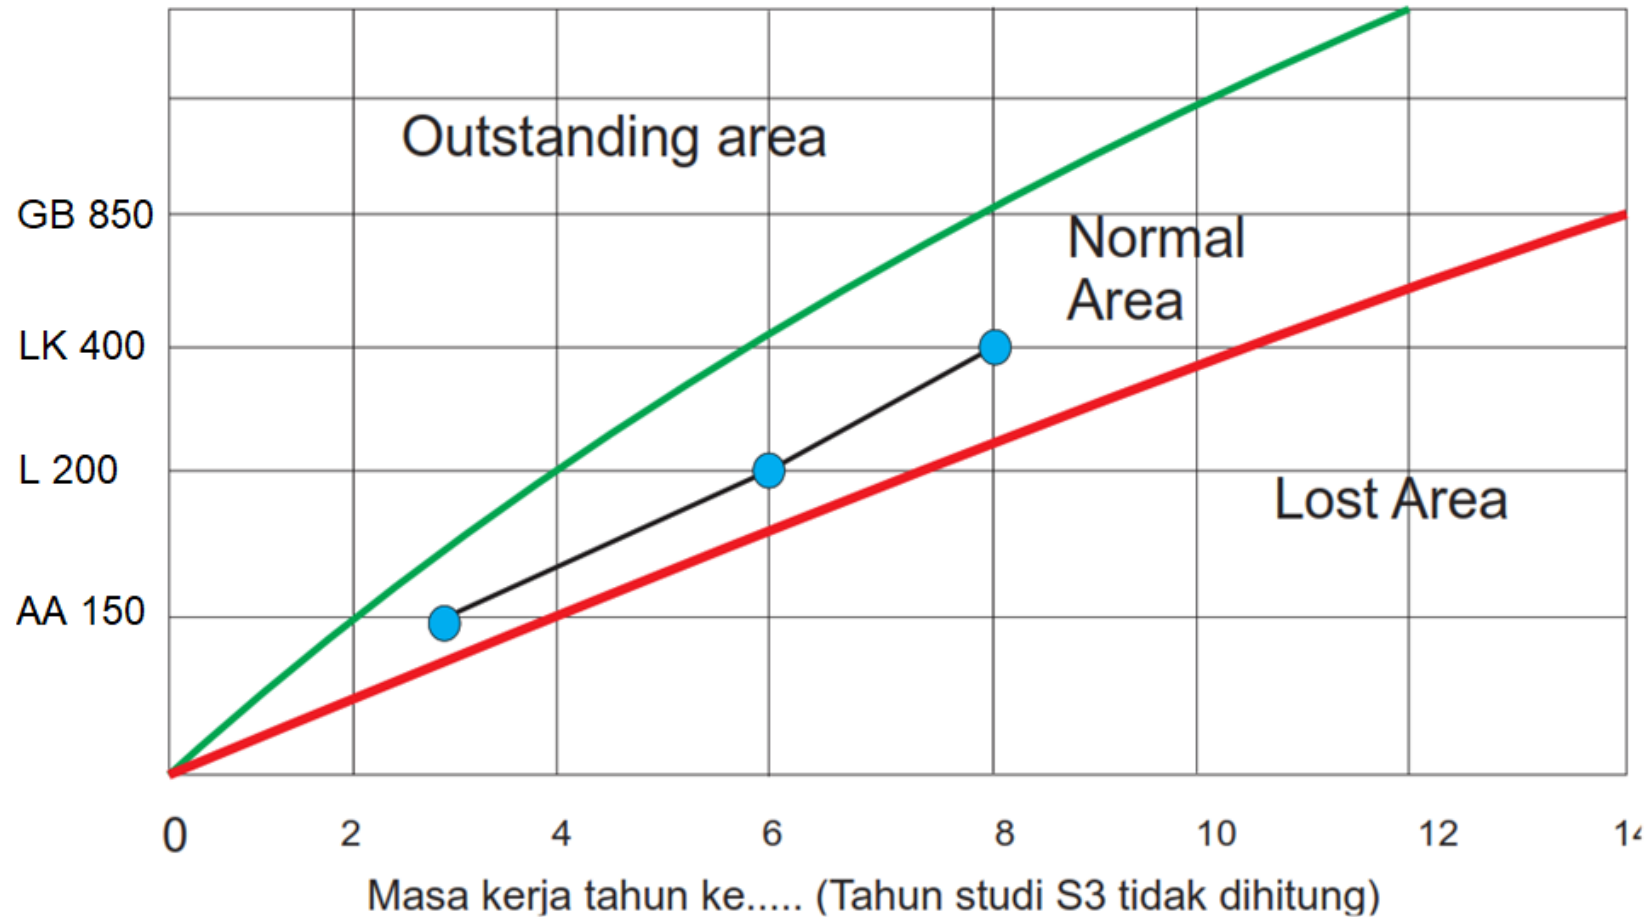 Outstanding area
GB 850
Normal
Area
LK 400
L 200
Lost Area
AA 150
0 2 4 6 8 10 12 14
Masa kerja tahun ke..... (Tahun studi S3 tidak dihitung)